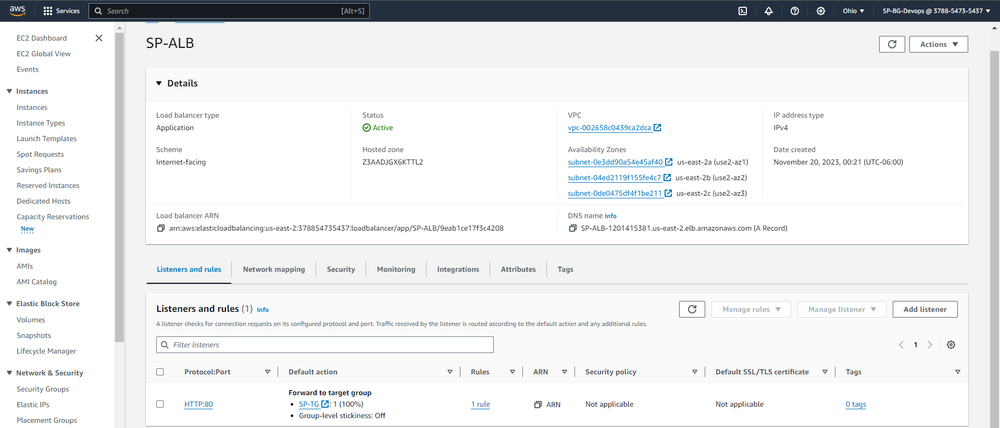 aws
Services
Search
[Alt+S]
Ohio
SP-BG-Devops @ 3788-5473-5437
EC2 Dashboard
EC2 Global View
Events
Instances
Instances
Instance Types
Launch Templates
Spot Requests
Savings Plans
Reserved Instances
Dedicated Hosts
Capacity Reservations
New
Images
AMIs
AMI Catalog
Elastic Block Store
Volumes
Snapshots
Lifecycle Manager
Network & Security
Security Groups
Elastic IPs
Placement Groups
SP-ALB
Actions
Details
Load balancer type
Application
Status
Active
VPC
vpc-002658c0439ca2dca
IP address type
IPv4
Scheme
Internet-facing
Hosted zone
Z3AADJGX6KTTL2
Availability Zones
subnet-0e3dd90a54e45af40 us-east-2a (use2-az1)
subnet-04ed2119f155fe4c7 us-east-2b (use2-az2)
subnet-0de0475df4f1be211 us-east-2c (use2-az3)
Date created
November 20, 2023, 00:21 (UTC-06:00)
Load balancer ARN
arn:aws:elasticloadbalancing:us-east-2:378854735437:loadbalancer/app/SP-ALB/9eab1ce17f3c4208
DNS name Info
SP-ALB-1201415381.us-east-2.elb.amazonaws.com (A Record)
Listeners and rules
Network mapping
Security
Monitoring
Integrations
Attributes
Tags
Listeners and rules (1) Info
Manage rules
Manage listener
Add listener
A listener checks for connection requests on its configured protocol and port. Traffic received by the listener is routed according to the default action and any additional rules.
Filter listeners
1
Protocol:Port
Default action
Rules
ARN
Security policy
Default SSL/TLS certificate
Tags
HTTP:80
Forward to target group
• SP-TG : 1 (100%)
• Group-level stickiness: Off
1 rule
ARN
Not applicable
Not applicable
0 tags